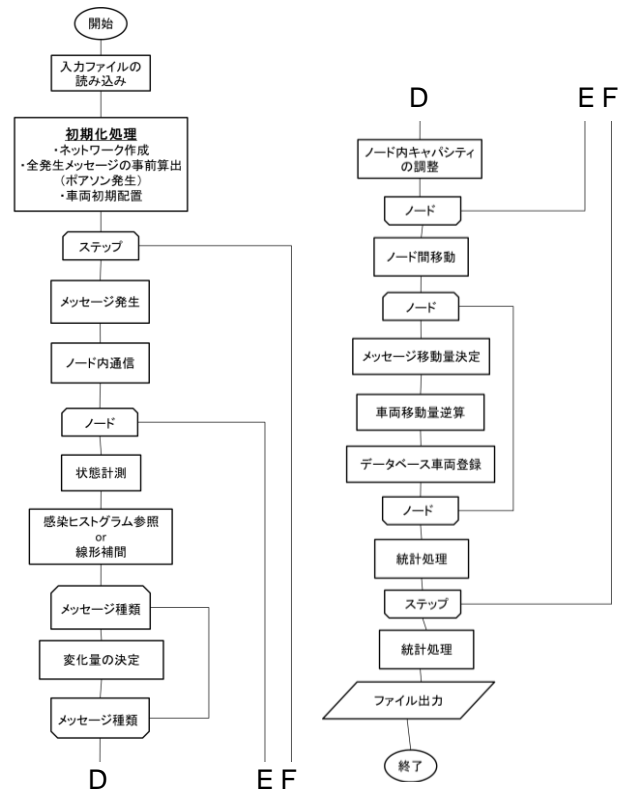 開始
入力ファイルの
読み込み
初期化処理
・ネットワーク作成
・全発生メッセージの事前算出
（ポアソン発生）
・車両初期配置
ステップ
メッセージ発生
ノード内通信
ノード
状態計測
感染ヒストグラム参照
or
線形補間
メッセージ種類
変化量の決定
メッセージ種類
D
E F
D
E F
ノード内キャパシティ
の調整
ノード
ノード間移動
ノード
メッセージ移動量決定
車両移動量逆算
データベース車両登録
ノード
統計処理
ステップ
統計処理
ファイル出力
終了